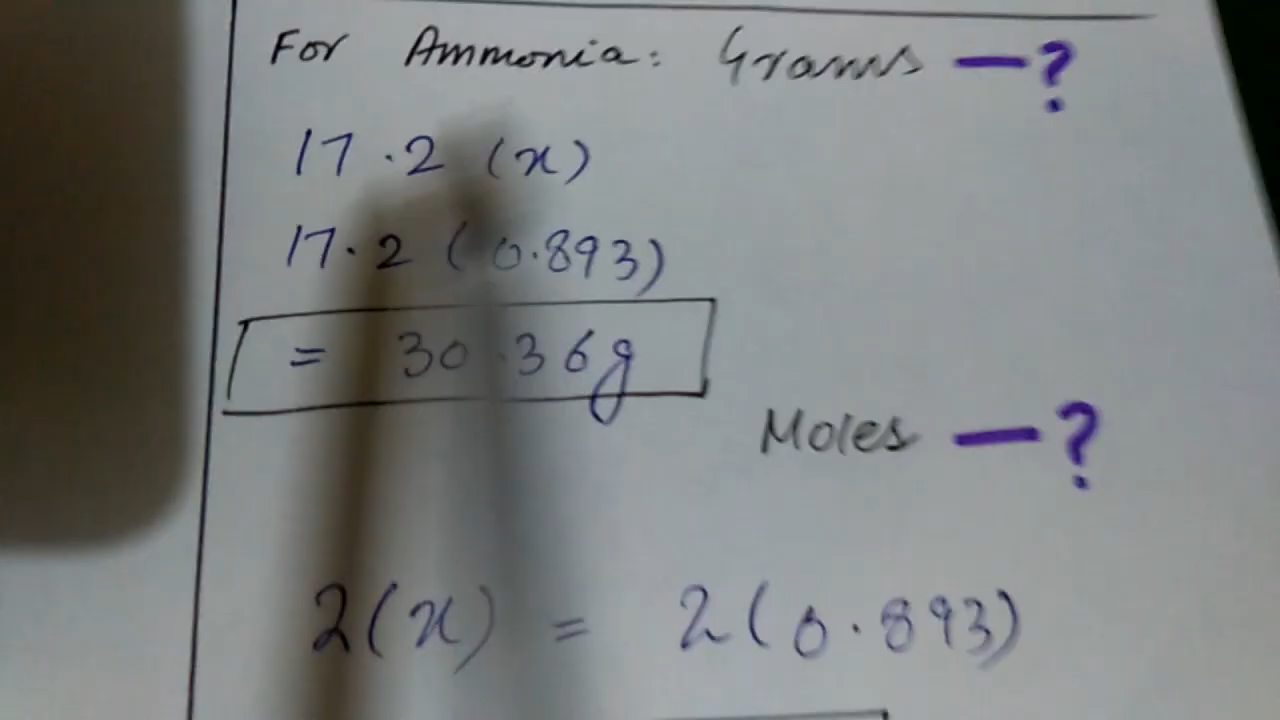 For Ammonia: Grams —?
17.2 (x)
17.2 (0.893)
= 30.36g
Moles —?
2(x) = 2(0.893)